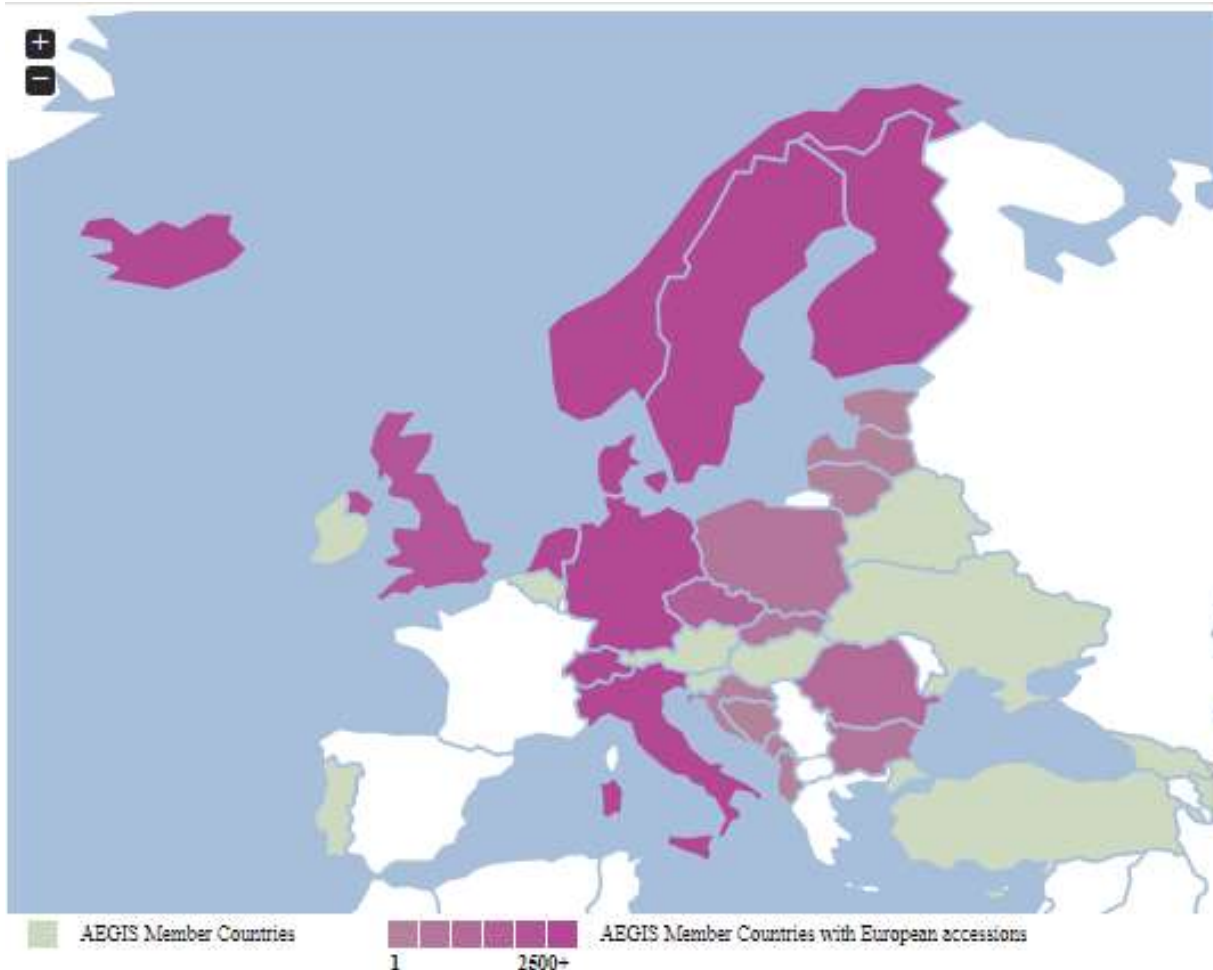 +
−
AEGIS Member Countries
AEGIS Member Countries with European accessions
1 2500+